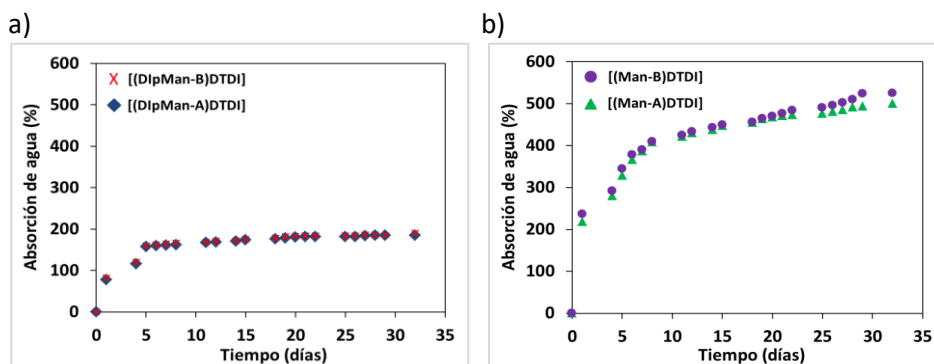 a)
600
500
400
300
200
100
0
Absorción de agua (%)
[(DIpMan-B)DTDI]
[(DIpMan-A)DTDI]
0 5 10 15 20 25 30 35
Tiempo (días)
b)
600
500
400
300
200
100
0
Absorción de agua (%)
[(Man-B)DTDI]
[(Man-A)DTDI]
0 5 10 15 20 25 30 35
Tiempo (días)